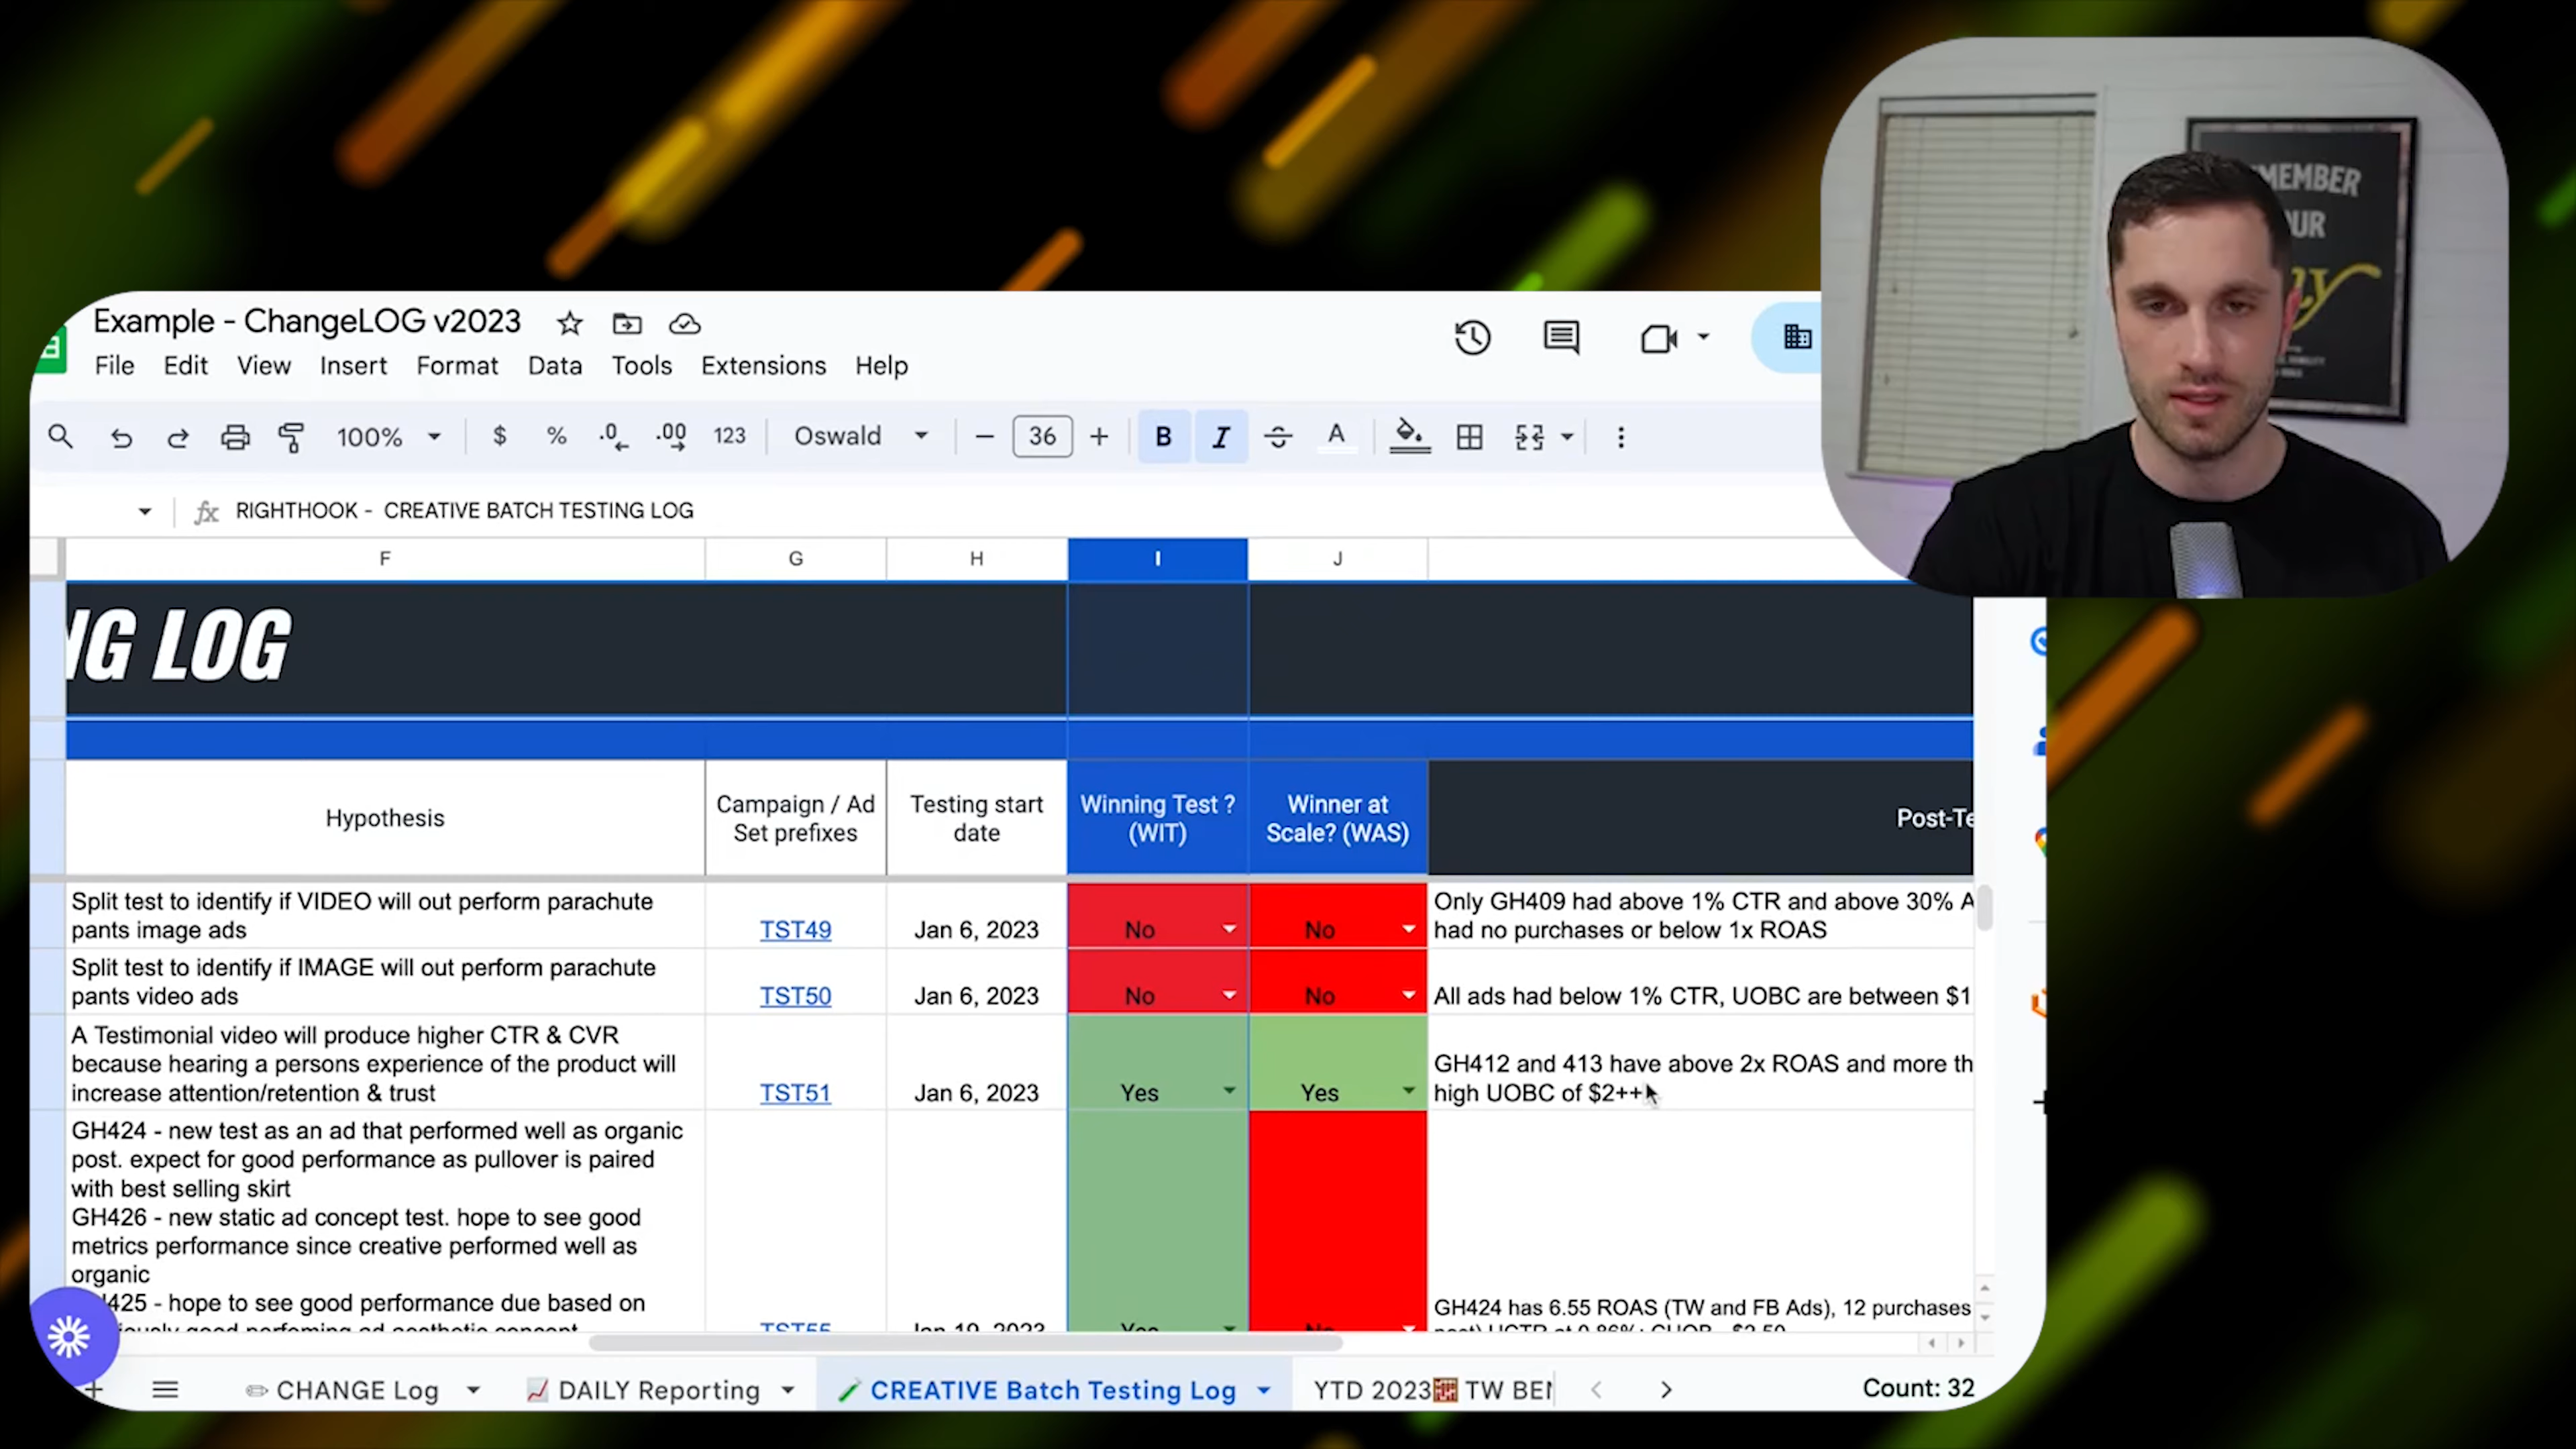 Example - ChangeLOG v2023
File Edit View Insert Format Data Tools Extensions Help
100% $ % .0 .00 123 Oswald 36 B I A
fx RIGHTHOOK - CREATIVE BATCH TESTING LOG
F G H I J
NG LOG
Hypothesis
Campaign / Ad
Set prefixes
Testing start
date
Winning Test ?
(WIT)
Winner at
Scale? (WAS)
Post-Te
Split test to identify if VIDEO will out perform parachute
pants image ads
TST49
Jan 6, 2023
No
No
Only GH409 had above 1% CTR and above 30% A
had no purchases or below 1x ROAS
Split test to identify if IMAGE will out perform parachute
pants video ads
TST50
Jan 6, 2023
No
No
All ads had below 1% CTR, UOBC are between $1
A Testimonial video will produce higher CTR & CVR
because hearing a persons experience of the product will
increase attention/retention & trust
TST51
Jan 6, 2023
Yes
Yes
GH412 and 413 have above 2x ROAS and more th
high UOBC of $2++
GH424 - new test as an ad that performed well as organic
post. expect for good performance as pullover is paired
with best selling skirt
GH426 - new static ad concept test. hope to see good
metrics performance since creative performed well as
organic
425 - hope to see good performance due based on
TST55
Jan 19, 2023
Yes
No
GH424 has 6.55 ROAS (TW and FB Ads), 12 purchases
CHANGE Log
DAILY Reporting
CREATIVE Batch Testing Log
YTD 2023 TW BEN
Count: 32
MEMBER
UR